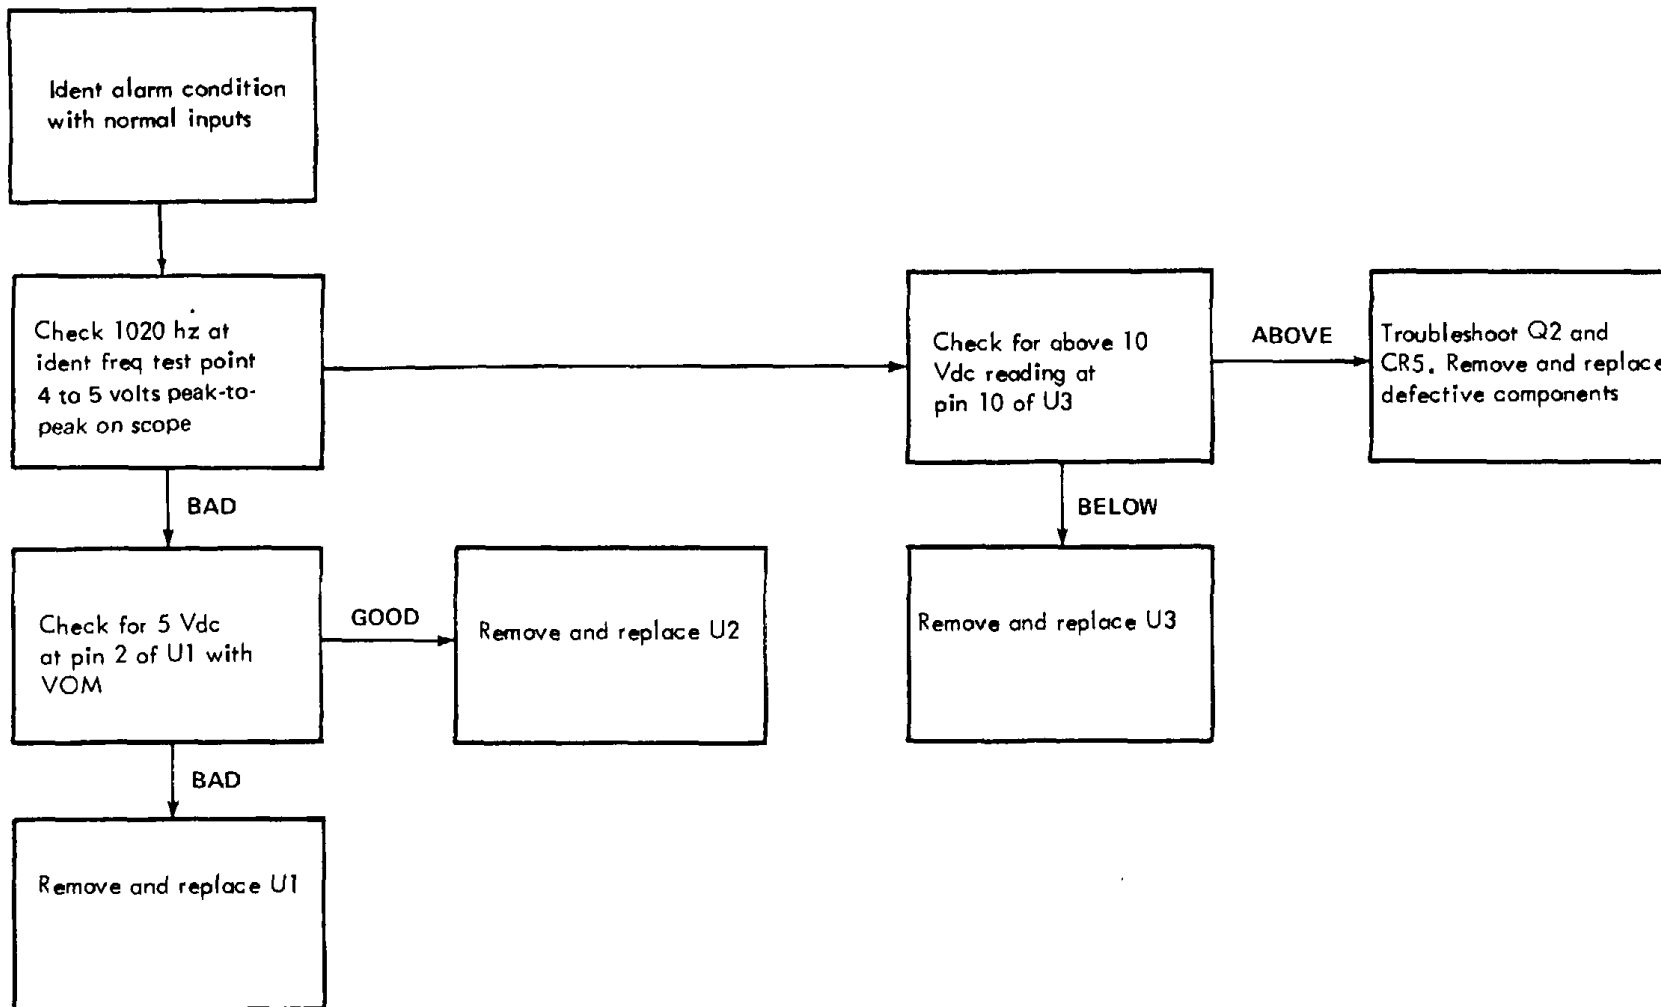 Ident alarm condition
with normal inputs
Check 1020 hz at
ident freq test point
4 to 5 volts peak-to-
peak on scope
Check for above 10
Vdc reading at
pin 10 of U3
ABOVE
Troubleshoot Q2 and
CR5. Remove and replace
defective components
BAD
BELOW
Check for 5 Vdc
at pin 2 of U1 with
VOM
GOOD
Remove and replace U2
Remove and replace U3
BAD
Remove and replace U1